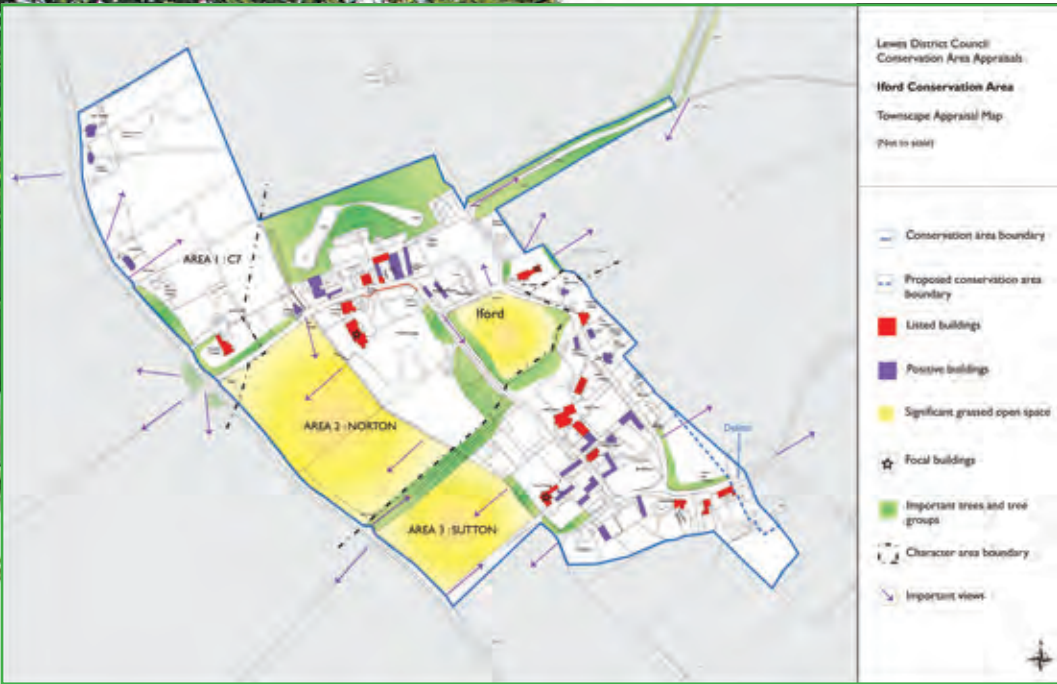 Lewes District Council
Conservation Area Appraisals
Iford Conservation Area
Townscape Appraisal Map
(Not to scale)
Conservation area boundary
Proposed conservation area
boundary
Listed buildings
Positive buildings
Significant grassed open space
Focal buildings
Important trees and tree
groups
Character area boundary
Important views
AREA 1 : C7
Iford
AREA 2 : NORTON
Delete
AREA 3 : SUTTON